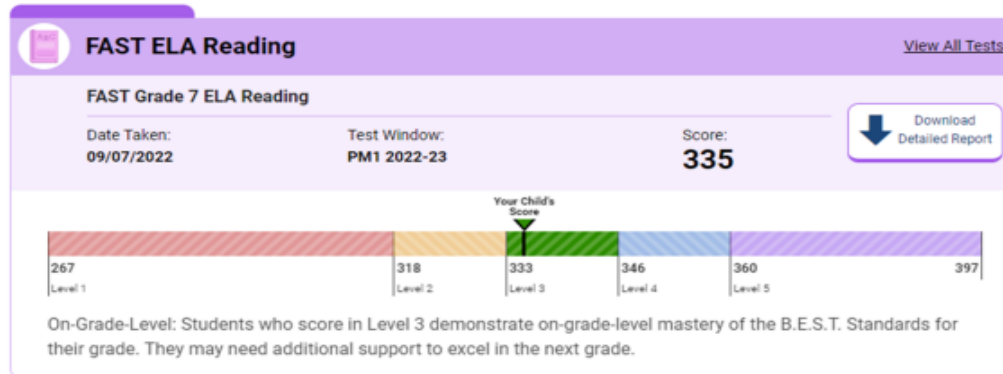 FAST ELA Reading
View All Tests
FAST Grade 7 ELA Reading
Date Taken:
Test Window:
Score:
09/07/2022
PM1 2022-23
335
Download
Detailed Report
Your Child's
Score
267
318
333
346
360
397
Level 1
Level 2
Level 3
Level 4
Level 5
On-Grade-Level: Students who score in Level 3 demonstrate on-grade-level mastery of the B.E.S.T. Standards for
their grade. They may need additional support to excel in the next grade.